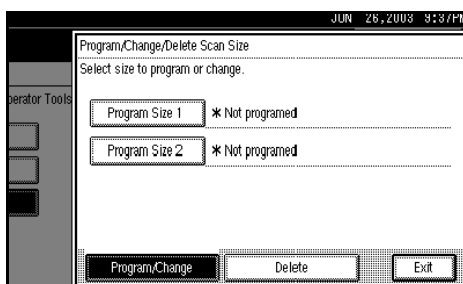 JUN 26,2003 9:37PM
Program/Change/Delete Scan Size
Select size to program or change.
perator Tools
Program Size 1 * Not programed
Program Size 2 * Not programed
Program/Change Delete Exit